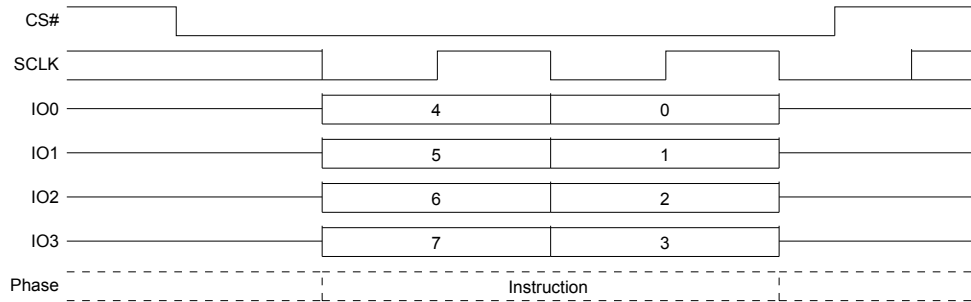 CS#
SCLK
IO0 4 0
IO1 5 1
IO2 6 2
IO3 7 3
Phase Instruction